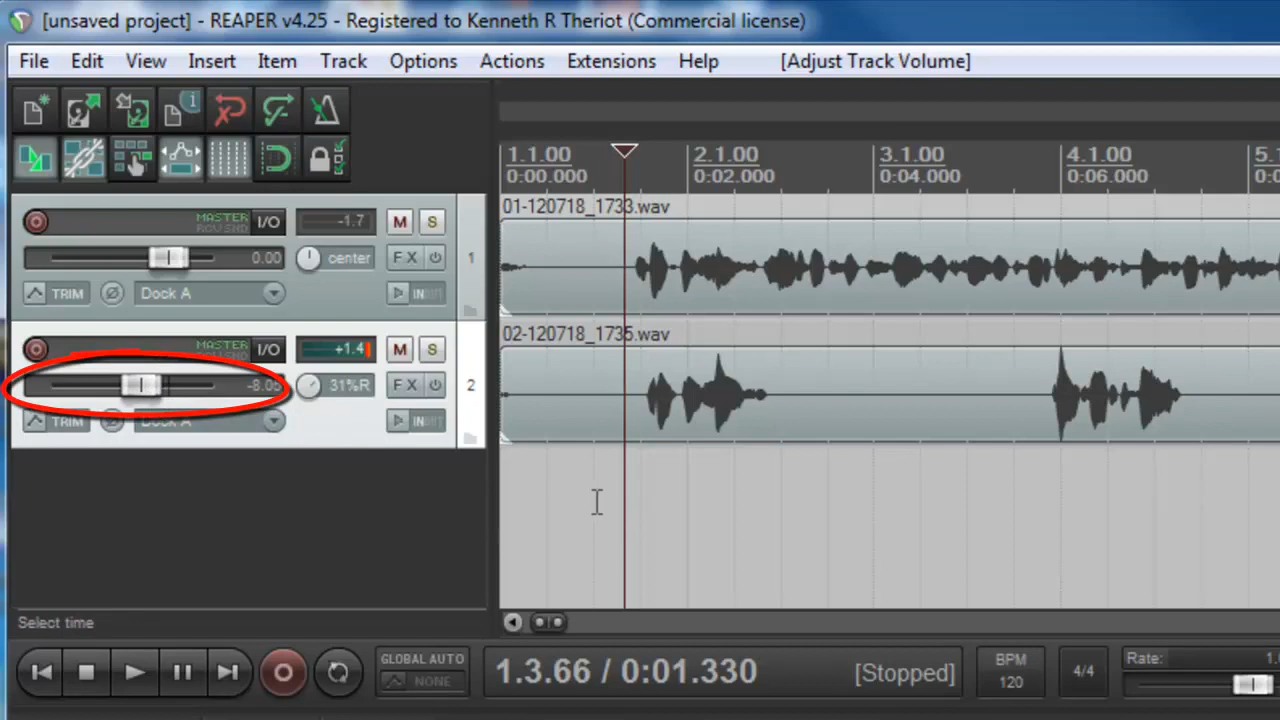 [unsaved project] - REAPER v4.25 - Registered to Kenneth R Theriot (Commercial license)
File Edit View Insert Item Track Options Actions Extensions Help [Adjust Track Volume]
1.1.00 2.1.00 3.1.00 4.1.00
0:00.000 0:02.000 0:04.000 0:06.000
01-120718_1733.wav
MASTER I/O -1.7 M S
0.00 center FX 1
TRIM Dock A IN
02-120718_1735.wav
MASTER I/O +1.4 M S
31%R FX 2
TRIM Dock A IN
Select time
GLOBAL AUTO
NONE
1.3.66 / 0:01.330 [Stopped]
BPM
120
4/4
Rate: